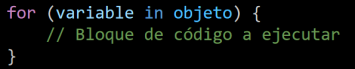 for (variable in objeto) {
    // Bloque de código a ejecutar
}